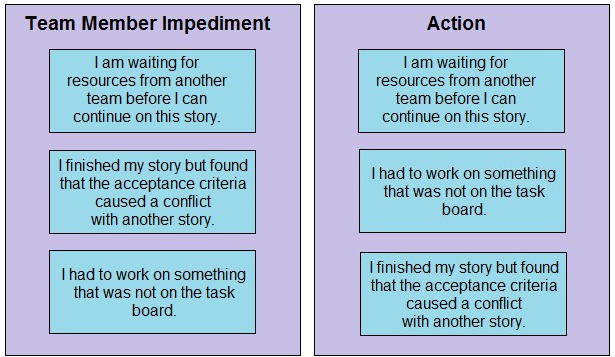 Team Member Impediment
I am waiting for
resources from another
team before I can
continue on this story.
I finished my story but found
that the acceptance criteria
caused a conflict
with another story.
I had to work on something
that was not on the task
board.
Action
I am waiting for
resources from another
team before I can
continue on this story.
I had to work on something
that was not on the task
board.
I finished my story but found
that the acceptance criteria
caused a conflict
with another story.